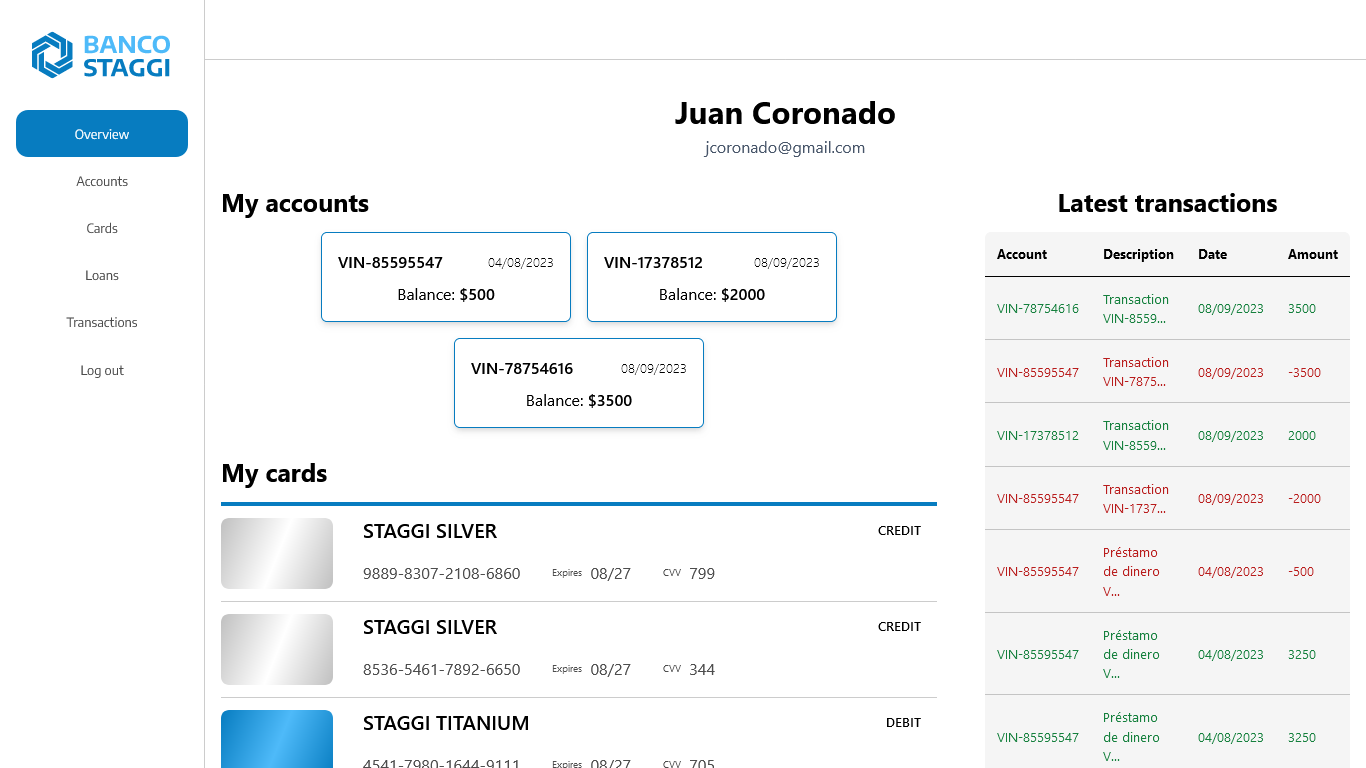 BANCO
STAGGI
Overview
Accounts
Cards
Loans
Transactions
Log out
Juan Coronado
jcoronado@gmail.com
My accounts
VIN-85595547 04/08/2023
Balance: $500
VIN-17378512 08/09/2023
Balance: $2000
VIN-78754616 08/09/2023
Balance: $3500
My cards
STAGGI SILVER CREDIT
9889-8307-2108-6860 Expires 08/27 CVV 799
STAGGI SILVER CREDIT
8536-5461-7892-6650 Expires 08/27 CVV 344
STAGGI TITANIUM DEBIT
4541-7980-1644-9111 Expires 08/27 CVV 705
Latest transactions
Account Description Date Amount
VIN-78754616 Transaction VIN-8559... 08/09/2023 3500
VIN-85595547 Transaction VIN-7875... 08/09/2023 -3500
VIN-17378512 Transaction VIN-8559... 08/09/2023 2000
VIN-85595547 Transaction VIN-1737... 08/09/2023 -2000
VIN-85595547 Préstamo de dinero V... 04/08/2023 -500
VIN-85595547 Préstamo de dinero V... 04/08/2023 3250
VIN-85595547 Préstamo de dinero V... 04/08/2023 3250